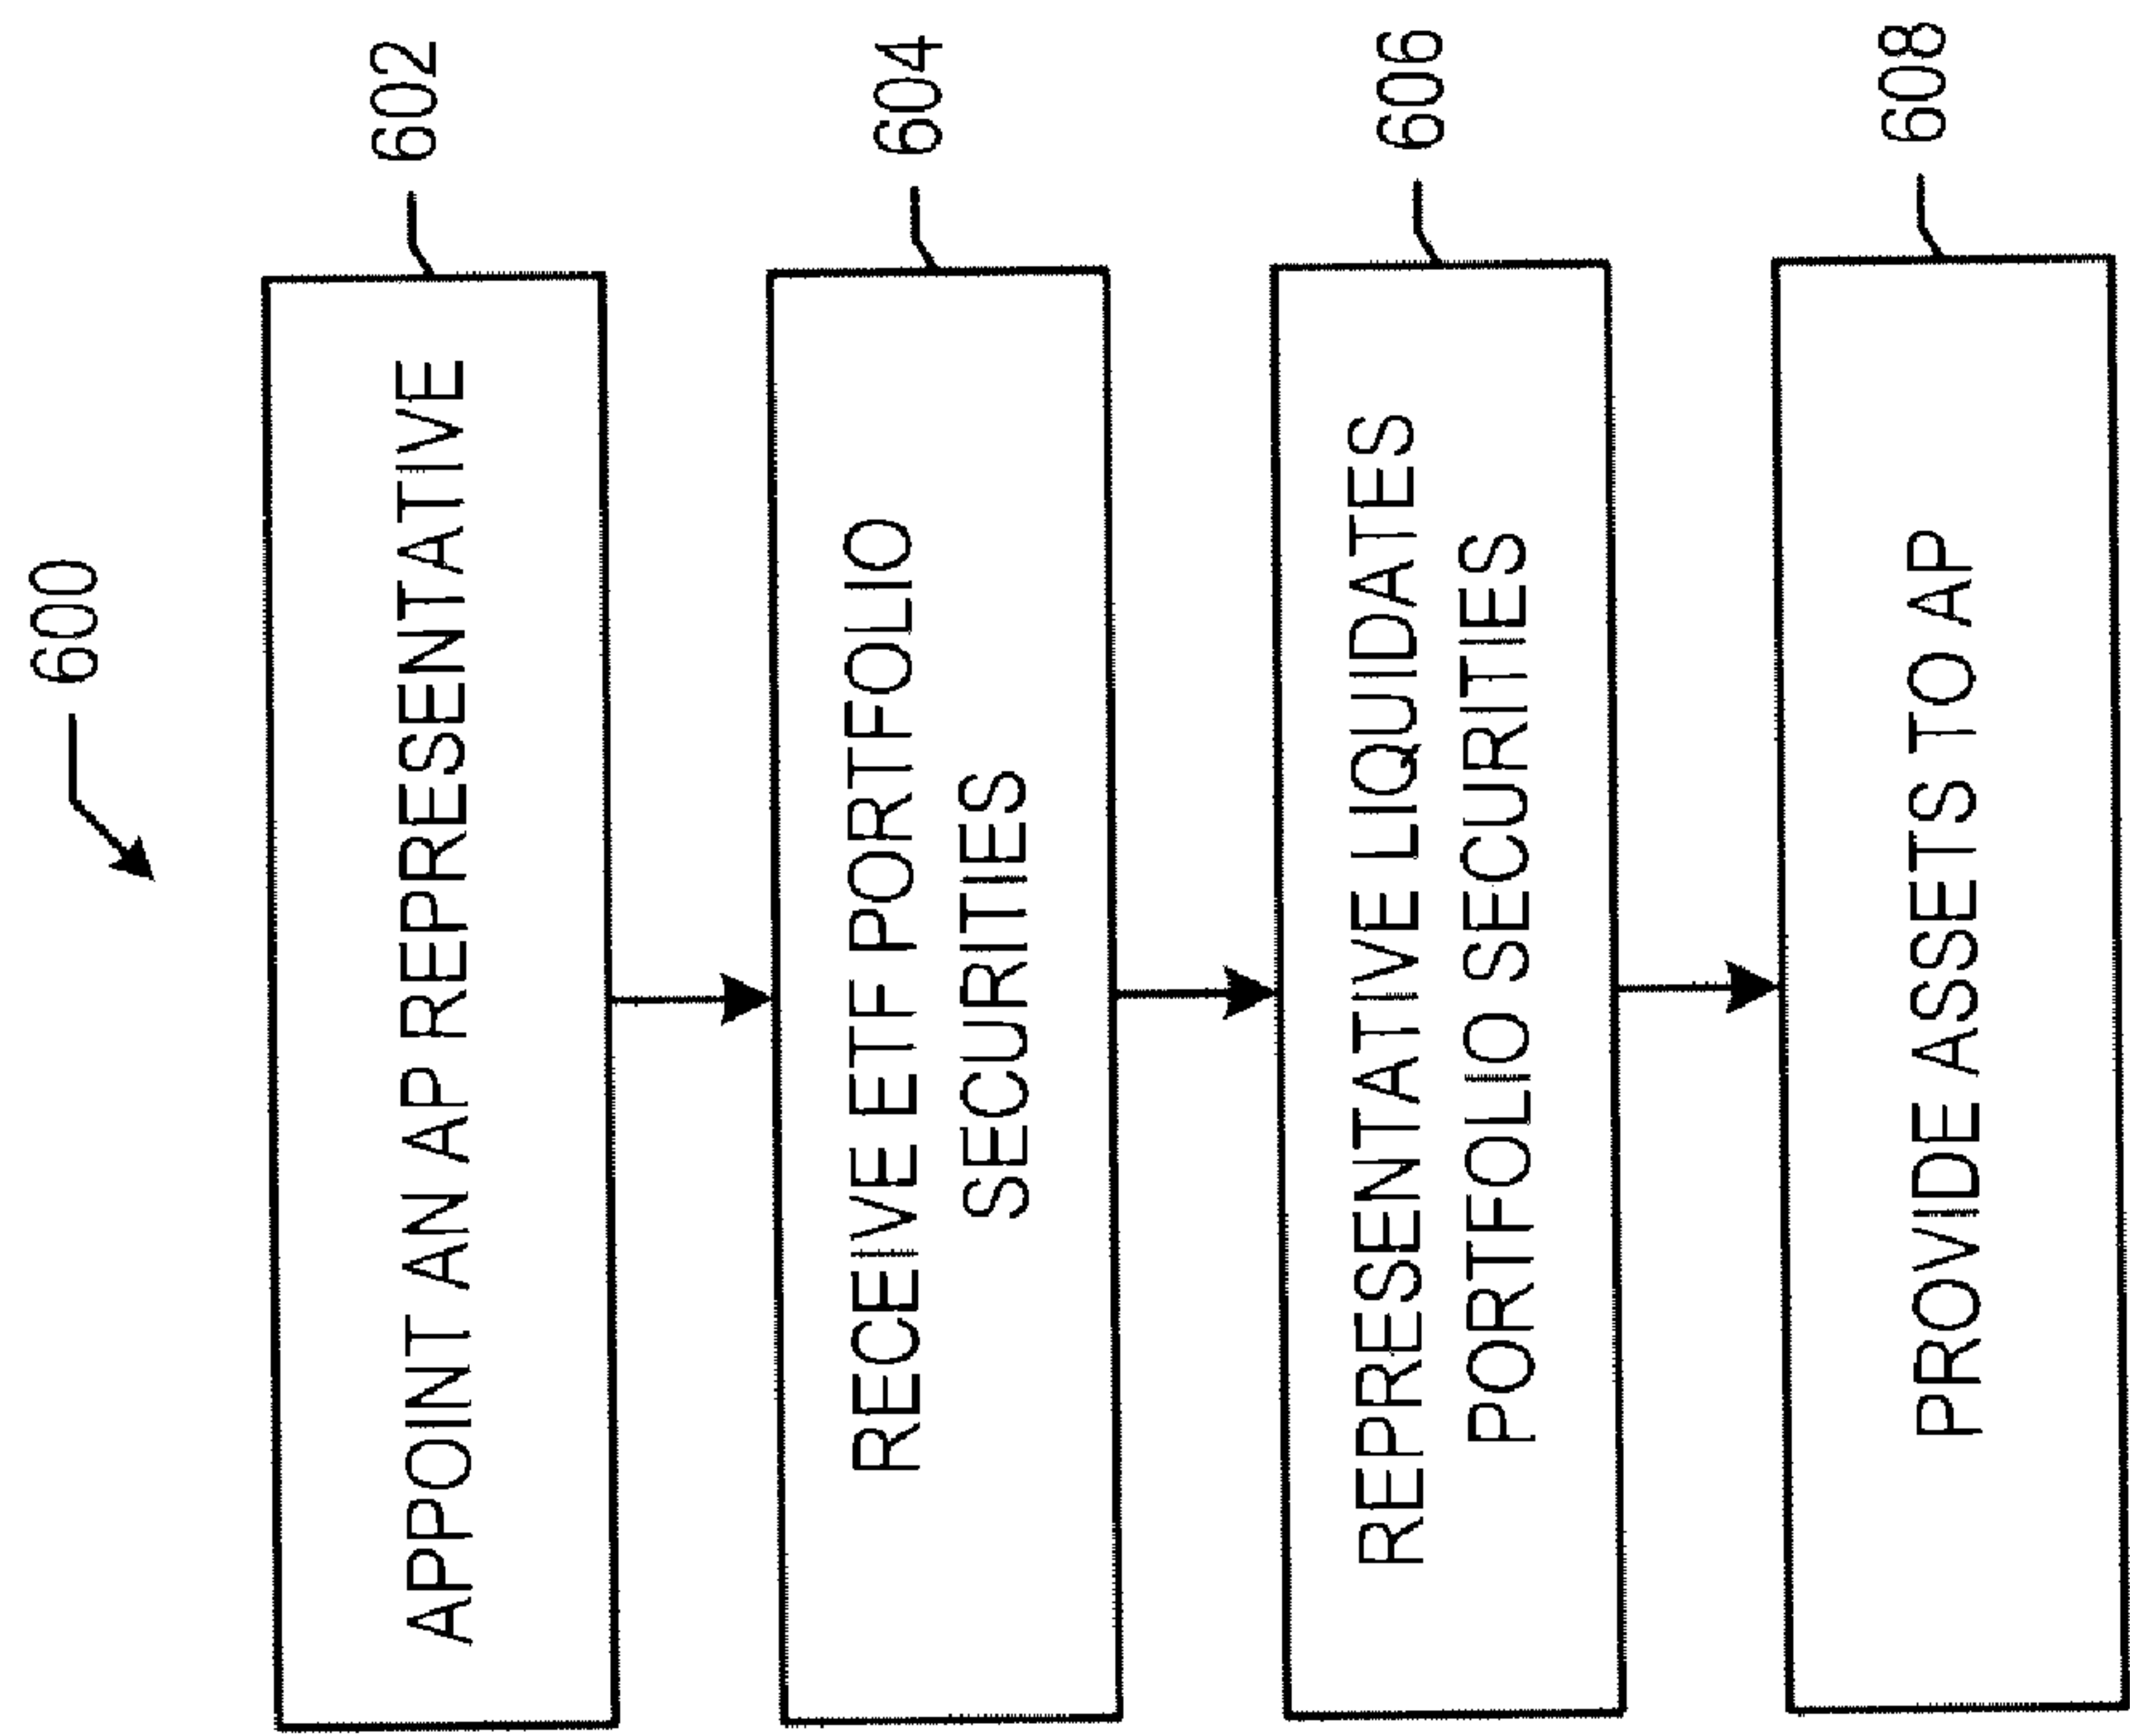 600
APPOINT AN AP REPRESENTATIVE
602
RECEIVE ETF PORTFOLIO
SECURITIES
604
REPRESENTATIVE LIQUIDATES
PORTFOLIO SECURITIES
606
PROVIDE ASSETS TO AP
608